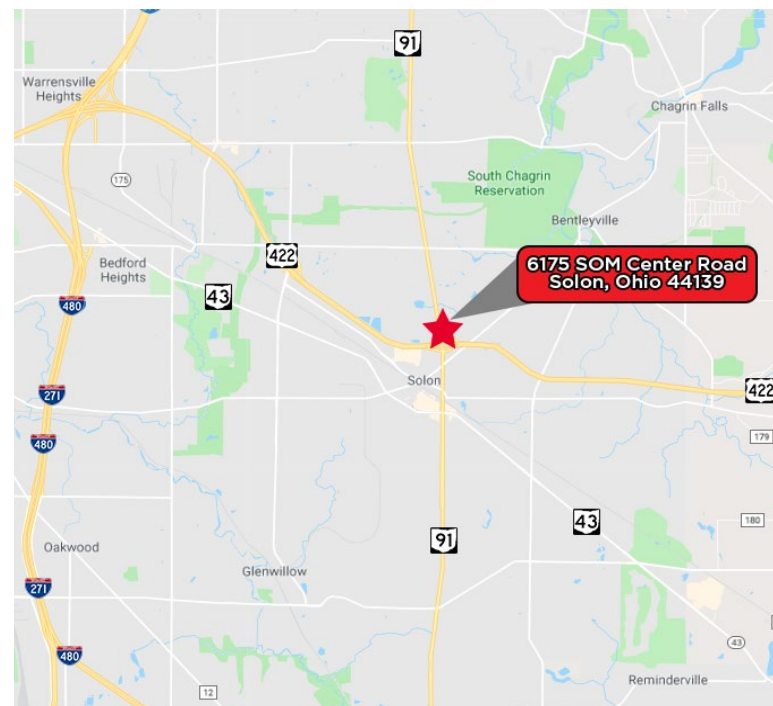 91
Warrensville
Heights
Chagrin Falls
175
South Chagrin
Reservation
Bentleyville
422
Bedford
Heights
6175 SOM Center Road
Solon, Ohio 44139
43
480
Solon
271
422
480
179
43
180
91
Oakwood
Glenwillow
271
43
480
12
Reminderville